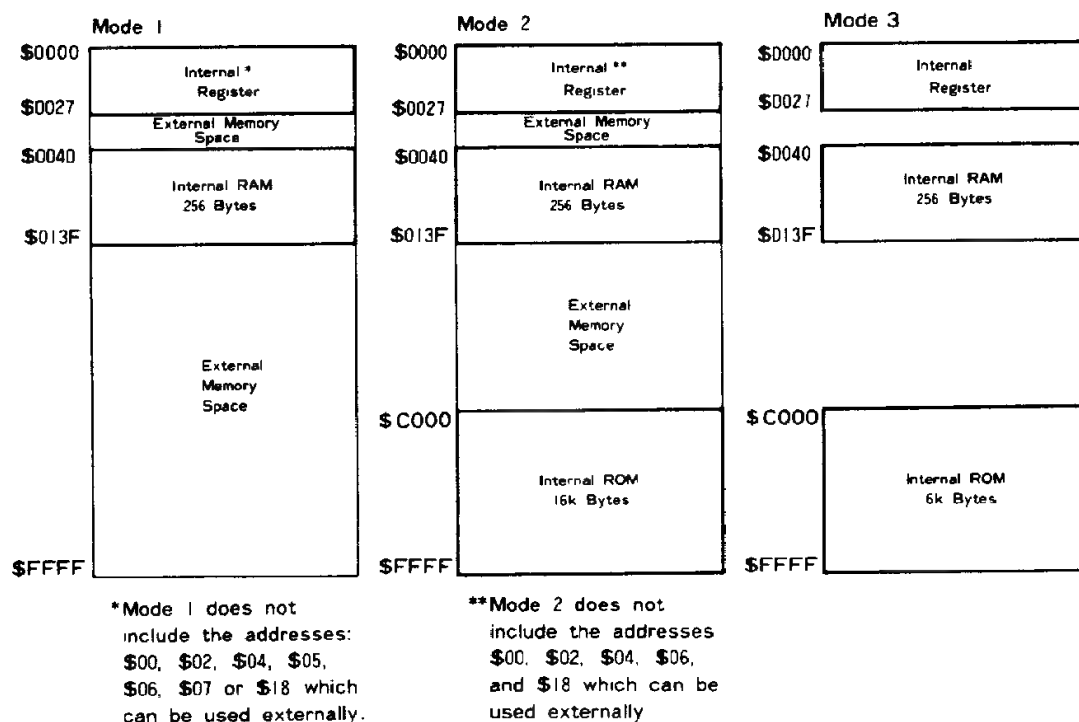 Mode 1
$0000
Internal *
Register
$0027
External Memory
Space
$0040
Internal RAM
256 Bytes
$013F
External
Memory
Space
$FFFF
*Mode 1 does not
include the addresses:
$00, $02, $04, $05,
$06, $07 or $18 which
can be used externally.
Mode 2
$0000
Internal **
Register
$0027
External Memory
Space
$0040
Internal RAM
256 Bytes
$013F
External
Memory
Space
$C000
Internal ROM
16k Bytes
$FFFF
**Mode 2 does not
include the addresses
$00, $02, $04, $06,
and $18 which can be
used externally
Mode 3
$0000
Internal
Register
$0027
$0040
Internal RAM
256 Bytes
$013F
$C000
Internal ROM
6k Bytes
$FFFF